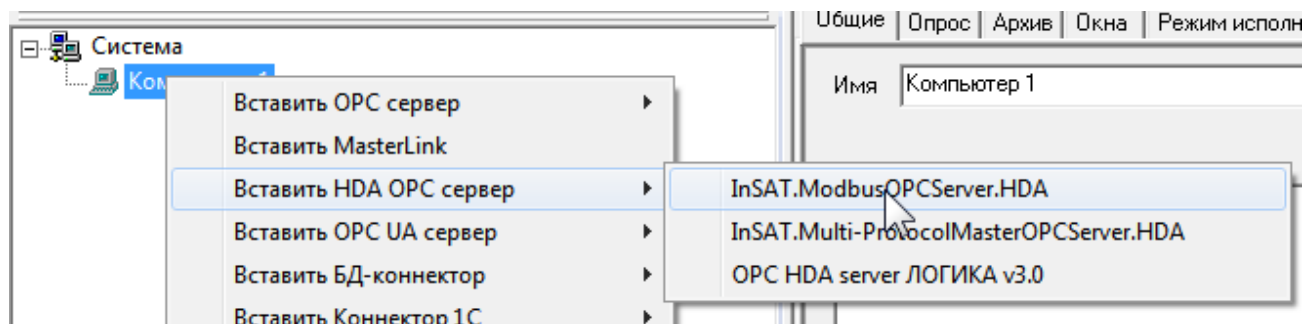 Система
Общие Опрос Архив Окна Режим
Имя Компьютер 1
Вставить OPC сервер
Вставить MasterLink
Вставить HDA OPC сервер
InSAT.ModbusOPCServer.HDA
Вставить OPC UA сервер
InSAT.Multi-ProtocolMasterOPCServer.HDA
Вставить БД-коннектор
OPC HDA server ЛОГИКА v3.0
Вставить Коннектор 1С